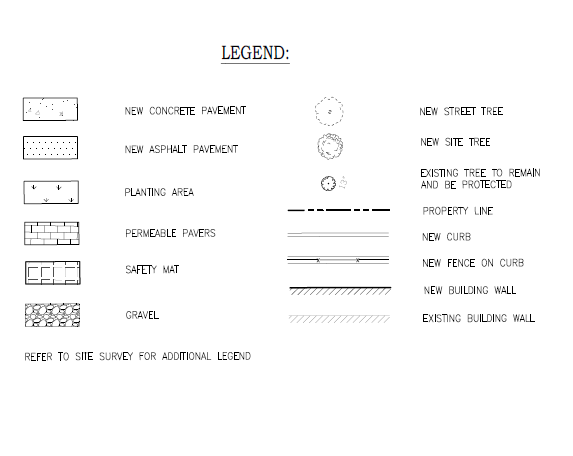 LEGEND:
NEW CONCRETE PAVEMENT
NEW ASPHALT PAVEMENT
PLANTING AREA
PERMEABLE PAVERS
SAFETY MAT
GRAVEL
NEW STREET TREE
NEW SITE TREE
EXISTING TREE TO REMAIN
AND BE PROTECTED
PROPERTY LINE
NEW CURB
NEW FENCE ON CURB
NEW BUILDING WALL
EXISTING BUILDING WALL
REFER TO SITE SURVEY FOR ADDITIONAL LEGEND